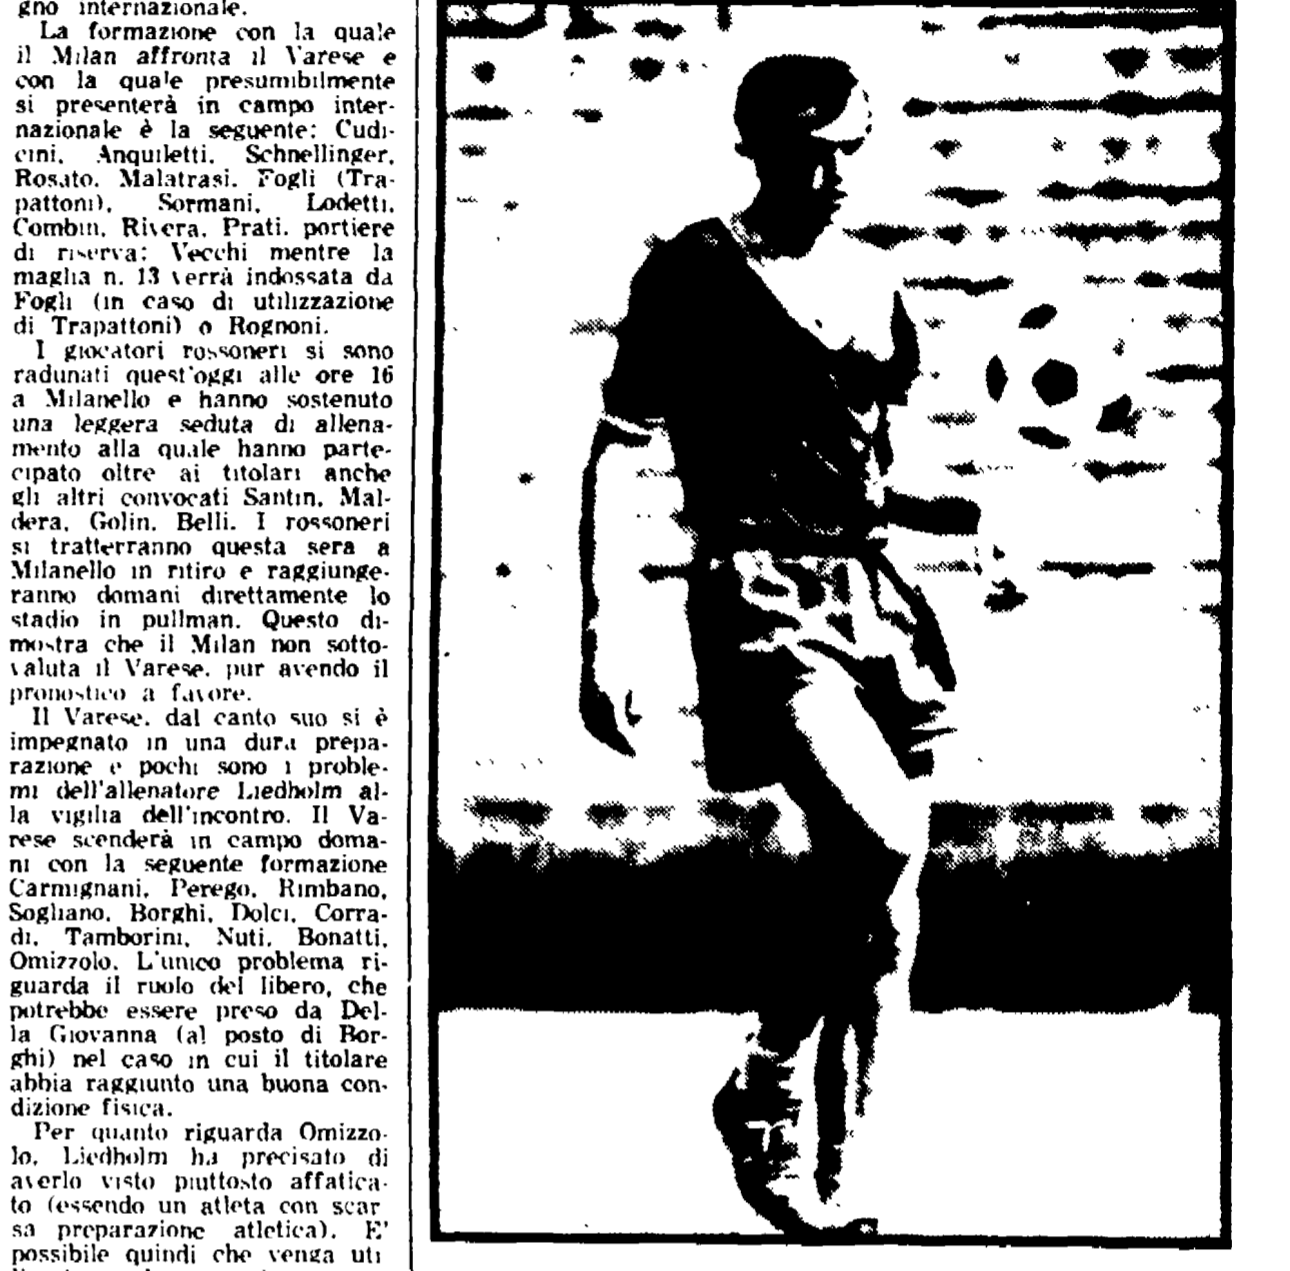 gno internazionale.
La formazione con la quale
il Milan affronta il Varese e
con la quale presumibilmente
si presenterà in campo inter-
nazionale è la seguente: Cudi-
cini, Anquiletti, Schnellinger,
Rosato, Malatrasi, Fogli (Tra-
pattoni), Sormani, Lodetti,
Combin, Rivera, Prati. portiere
di riserva: Vecchi mentre la
maglia n. 13 verrà indossata da
Fogli (in caso di utilizzazione
di Trapattoni) o Rognoni.
I giocatori rossoneri si sono
radunati quest'oggi alle ore 16
a Milanello e hanno sostenuto
una leggera seduta di allena-
mento alla quale hanno parte-
cipato oltre ai titolari anche
gli altri convocati Santin, Mal-
dera, Golin, Belli. I rossoneri
si tratterranno questa sera a
Milanello in ritiro e raggiunge-
ranno domani direttamente lo
stadio in pullman. Questo di-
mostra che il Milan non sotto-
valuta il Varese, pur avendo il
pronostico a favore.
Il Varese, dal canto suo si è
impegnato in una dura prepa-
razione e pochi sono i proble-
mi dell'allenatore Liedholm al-
la vigilia dell'incontro. Il Va-
rese scenderà in campo doma-
ni con la seguente formazione
Carmignani, Perego, Rimbano,
Sogliano, Borghi, Dolci, Corra-
di, Tamborini, Nuti, Bonatti,
Omizzolo. L'unico problema ri-
guarda il ruolo del libero, che
potrebbe essere preso da Del-
la Giovanna (al posto di Bor-
ghi) nel caso in cui il titolare
abbia raggiunto una buona con-
dizione fisica.
Per quanto riguarda Omizzo-
lo, Liedholm ha precisato di
averlo visto piuttosto affatica-
to (essendo un atleta con scar
sa preparazione atletica). E'
possibile quindi che venga uti